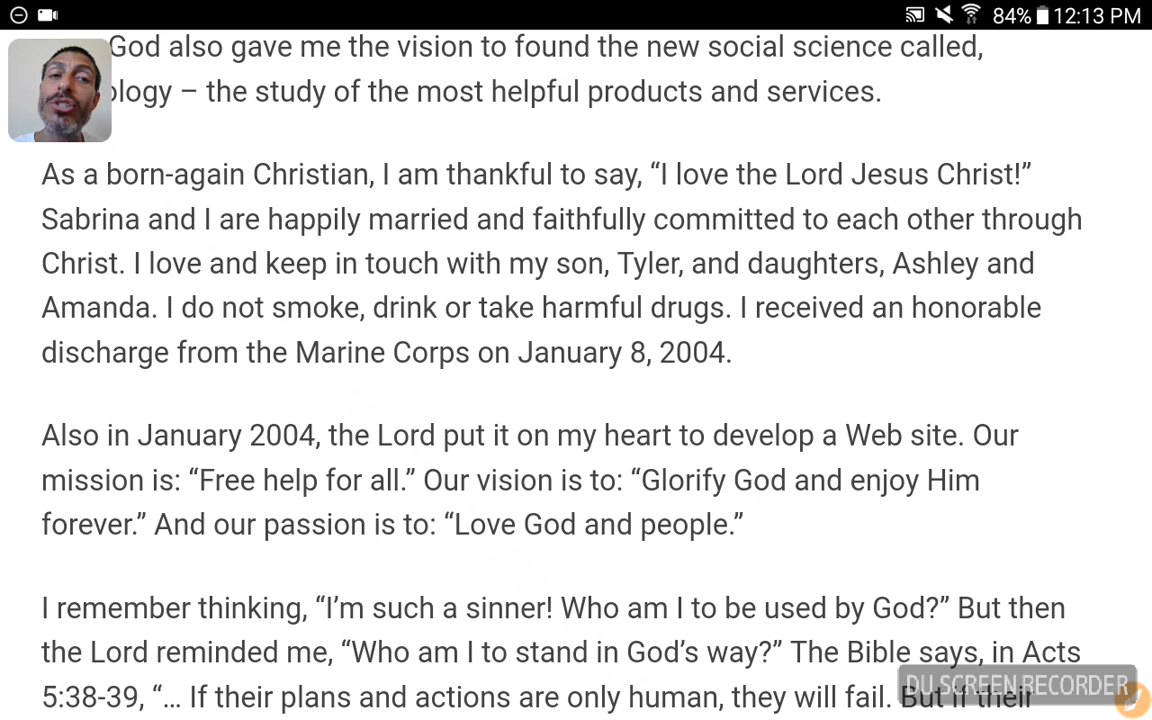 84% 12:13 PM
God also gave me the vision to found the new social science called,
ology – the study of the most helpful products and services.
As a born-again Christian, I am thankful to say, “I love the Lord Jesus Christ!”
Sabrina and I are happily married and faithfully committed to each other through
Christ. I love and keep in touch with my son, Tyler, and daughters, Ashley and
Amanda. I do not smoke, drink or take harmful drugs. I received an honorable
discharge from the Marine Corps on January 8, 2004.
Also in January 2004, the Lord put it on my heart to develop a Web site. Our
mission is: “Free help for all.” Our vision is to: “Glorify God and enjoy Him
forever.” And our passion is to: “Love God and people.”
I remember thinking, “I’m such a sinner! Who am I to be used by God?” But then
the Lord reminded me, “Who am I to stand in God’s way?” The Bible says, in Acts
5:38-39, “… If their plans and actions are only human, they will fail. But if their
DU SCREEN RECORDER